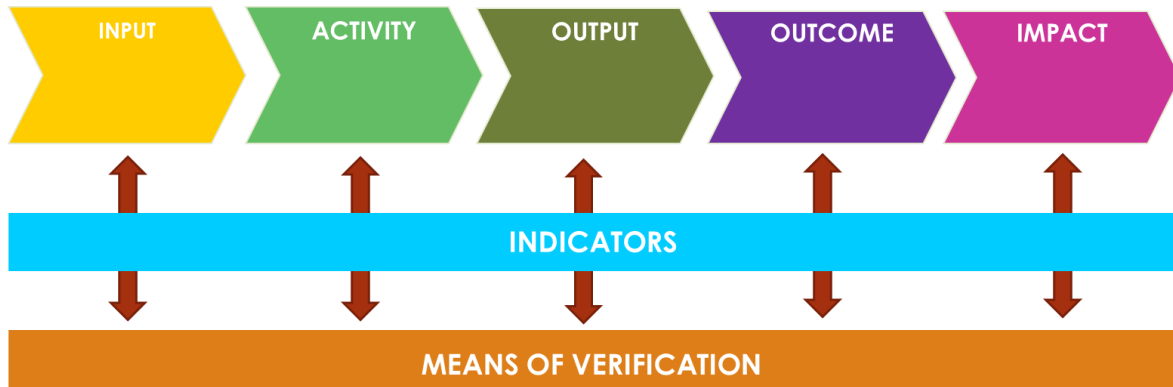 INPUT
ACTIVITY
OUTPUT
OUTCOME
IMPACT
INDICATORS
MEANS OF VERIFICATION